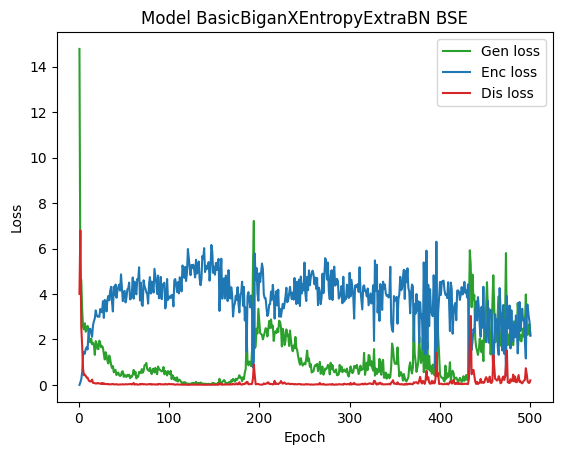 Model BasicBiganXEntropyExtraBN BSE
Gen loss
Enc loss
Dis loss
Loss
14
12
10
8
6
4
2
0
0 100 200 300 400 500
Epoch